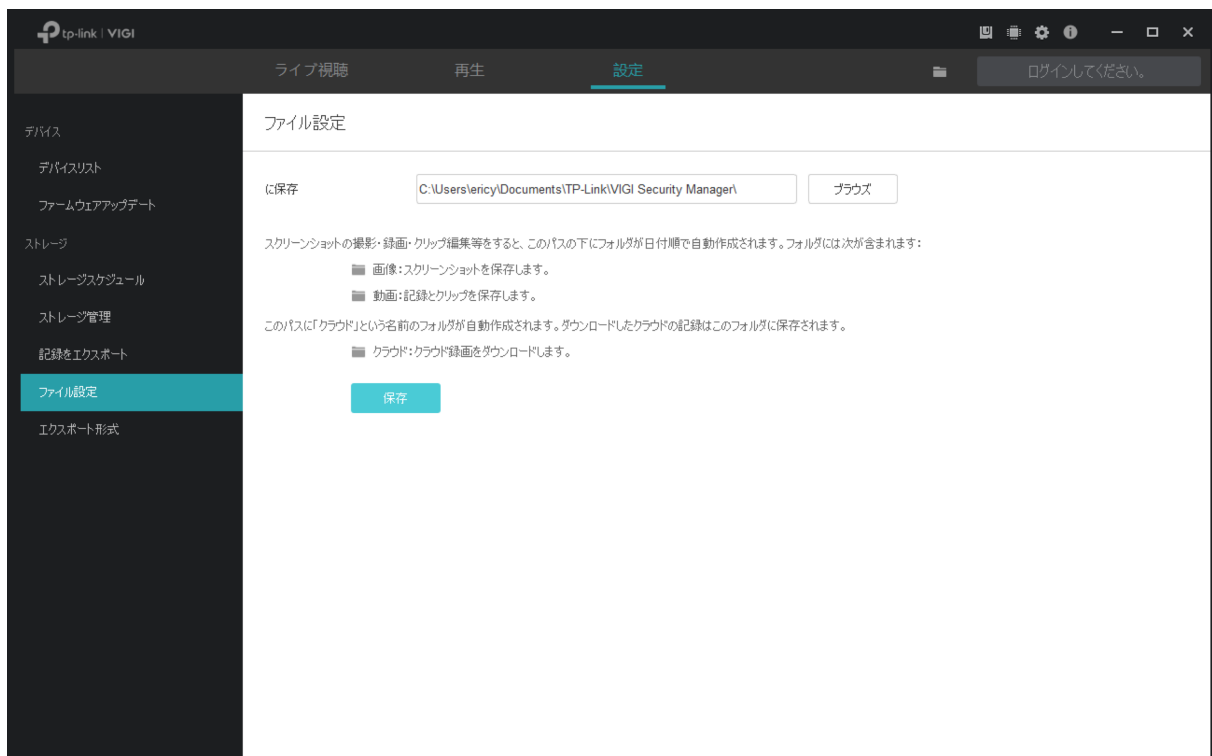 tp-link | VIGI
ライブ視聴 再生 設定 ログインしてください。
デバイス
デバイスリスト
ファームウェアアップデート
ストレージ
ストレージスケジュール
ストレージ管理
記録をエクスポート
ファイル設定
エクスポート形式
ファイル設定
に保存 C:\Users\ericy\Documents\TP-Link\VIGI Security Manager\ ブラウズ
スクリーンショットの撮影・録画・クリップ編集等をすると、このパスの下にフォルダが日付順で自動作成されます。フォルダには次が含まれます：
画像：スクリーンショットを保存します。
動画：記録とクリップを保存します。
このパスに「クラウド」という名前のフォルダが自動作成されます。ダウンロードしたクラウドの記録はこのフォルダに保存されます。
クラウド：クラウド録画をダウンロードします。
保存